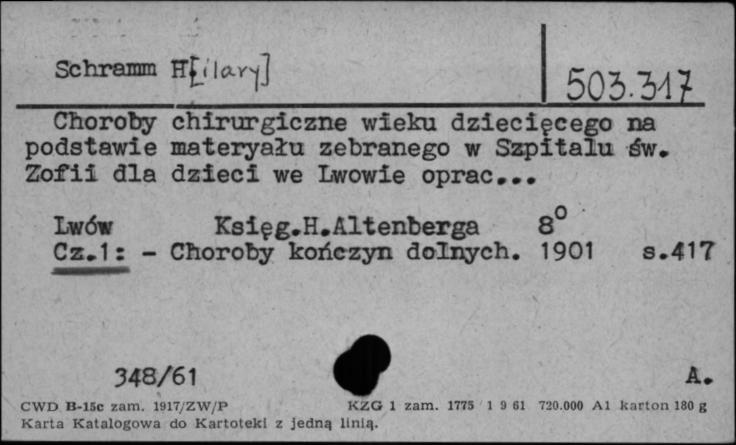 Schramm H[ilary]
503.317
Choroby chirurgiczne wieku dziecięcego na
podstawie materyału zebranego w Szpitalu św.
Zofii dla dzieci we Lwowie oprac...
Lwów Księg.H.Altenberga 8°
Cz.1: - Choroby kończyn dolnych. 1901 s.417
348/61 A.
CWD B-15c zam. 1917/ZW/P KZG 1 zam. 1775 1 9 61 720.000 A1 karton 180 g
Karta Katalogowa do Kartoteki z jedną linią.